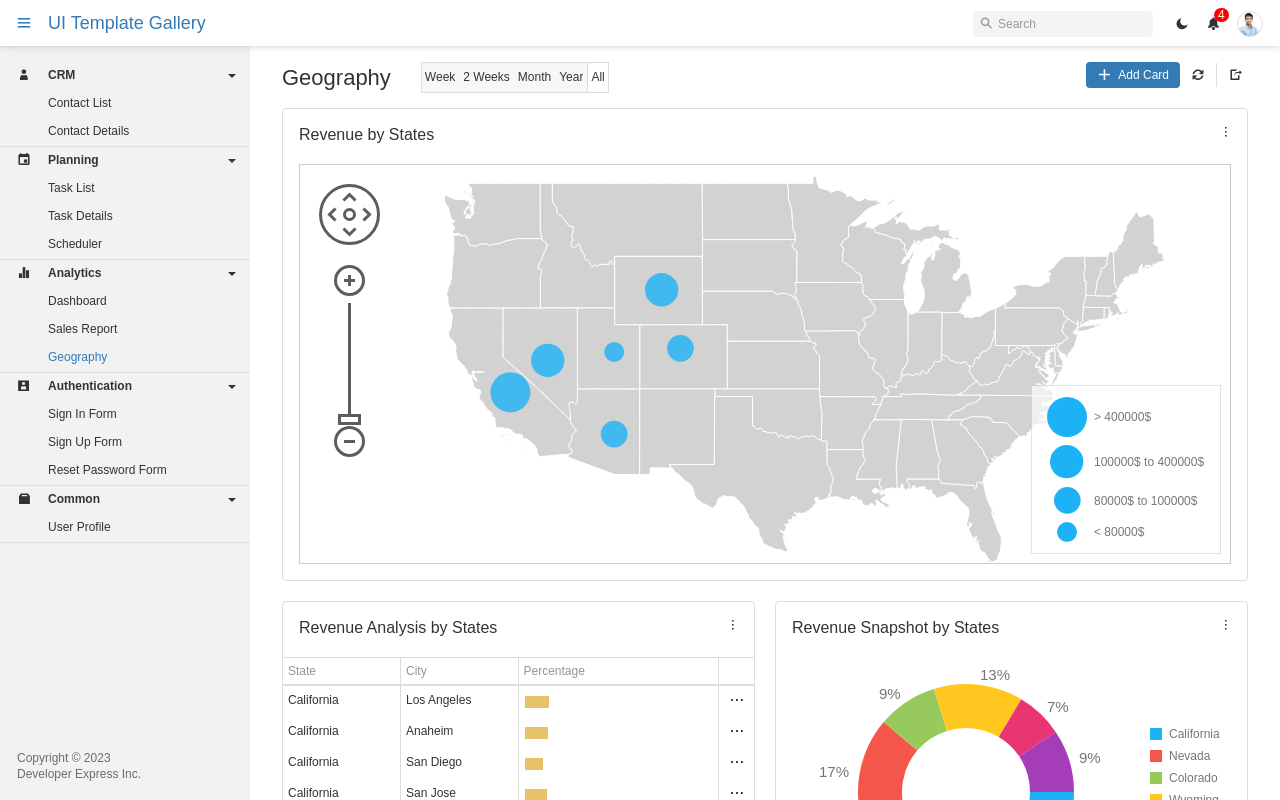 UI Template Gallery
Search
4
CRM
Contact List
Contact Details
Planning
Task List
Task Details
Scheduler
Analytics
Dashboard
Sales Report
Geography
Authentication
Sign In Form
Sign Up Form
Reset Password Form
Common
User Profile
Copyright © 2023
Developer Express Inc.
Geography
Week 2 Weeks Month Year All
Add Card
Revenue by States
> 400000$
100000$ to 400000$
80000$ to 100000$
< 80000$
Revenue Analysis by States
State City Percentage
California Los Angeles
California Anaheim
California San Diego
California San Jose
Revenue Snapshot by States
13%
9%
7%
9%
17%
California
Nevada
Colorado
Wyoming